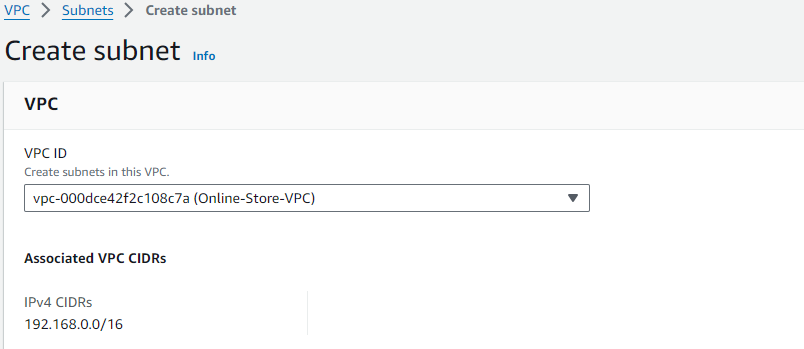 VPC > Subnets > Create subnet
Create subnet Info
VPC
VPC ID
Create subnets in this VPC.
vpc-000dce42f2c108c7a (Online-Store-VPC)
Associated VPC CIDRs
IPv4 CIDRs
192.168.0.0/16